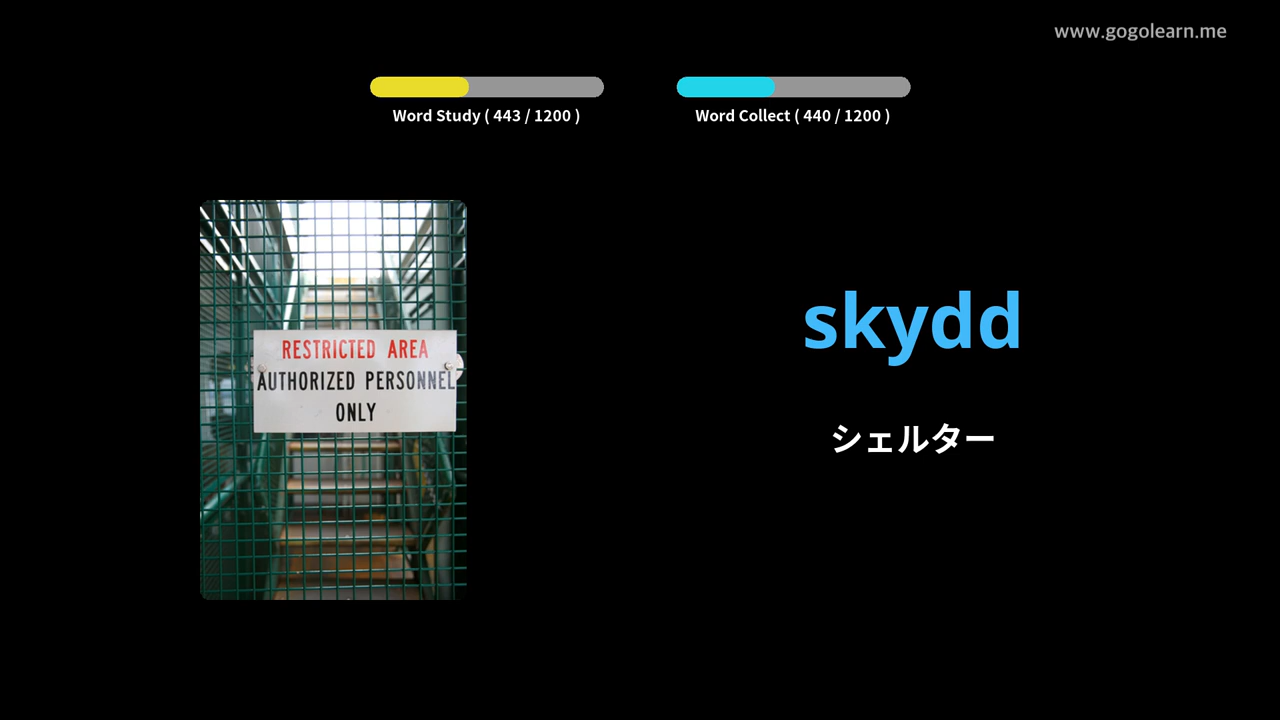 www.gogolearn.me
Word Study ( 443 / 1200 )
Word Collect ( 440 / 1200 )
RESTRICTED AREA
AUTHORIZED PERSONNEL
ONLY
skydd
シェルター